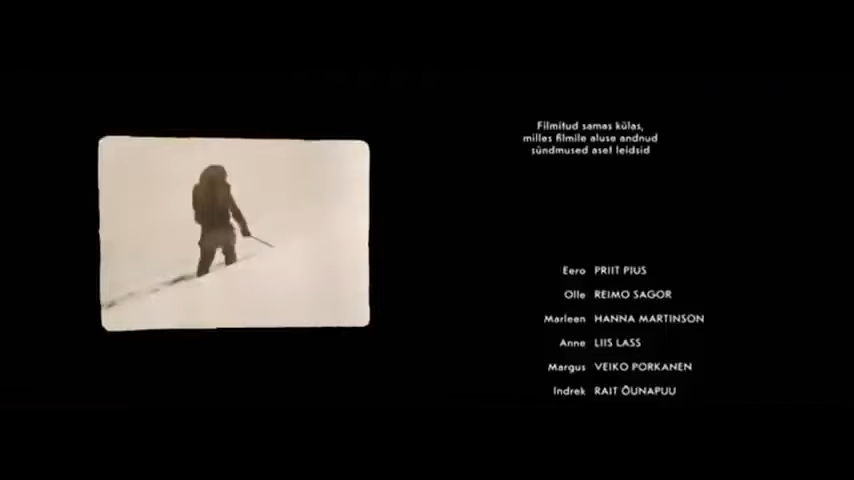 Filmitud samas külas,
milles filmile aluse andnud
sündmused aset leidsid
Eero PRIIT PIUS
Olle REIMO SAGOR
Marleen HANNA MARTINSON
Anne LIIS LASS
Margus VEIKO PORKANEN
Indrek RAIT ÕUNAPUU